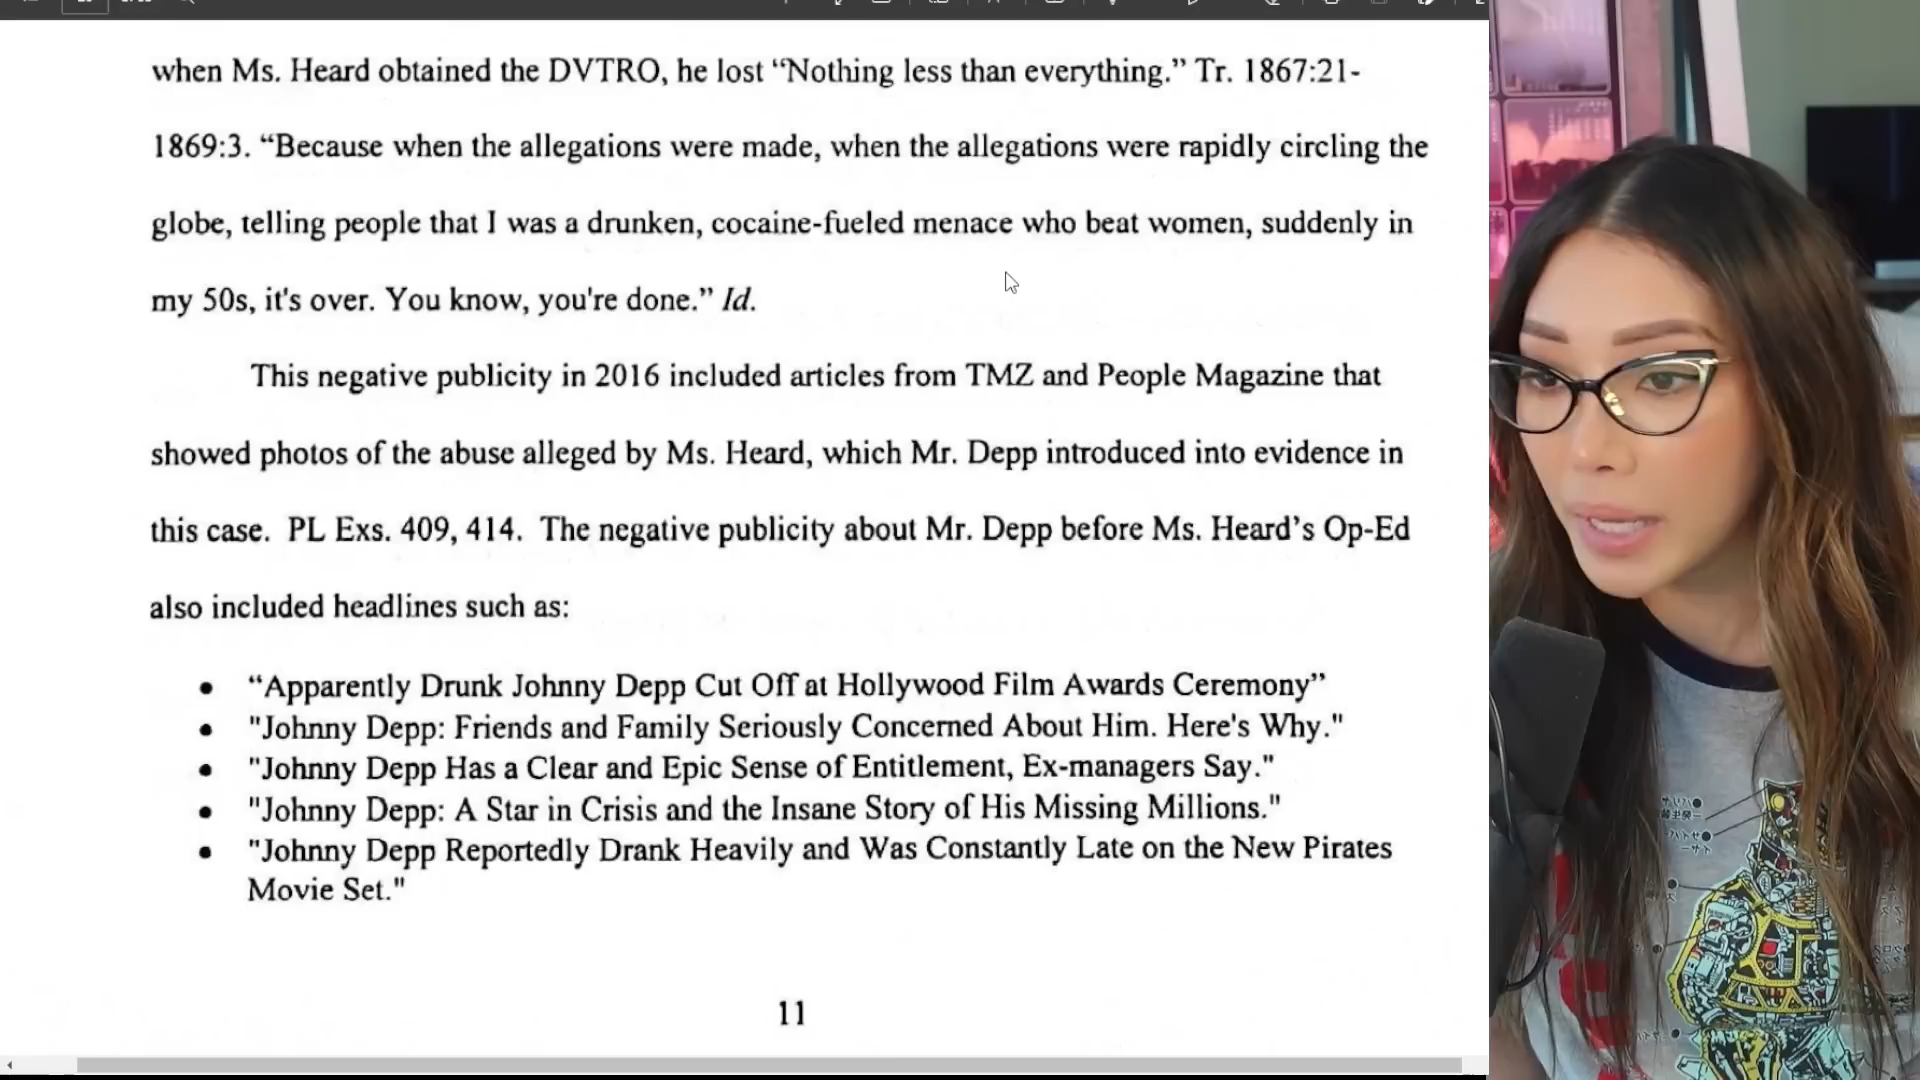 when Ms. Heard obtained the DVTRO, he lost “Nothing less than everything.” Tr. 1867:21-
1869:3. “Because when the allegations were made, when the allegations were rapidly circling the
globe, telling people that I was a drunken, cocaine-fueled menace who beat women, suddenly in
my 50s, it's over. You know, you're done.” Id.
This negative publicity in 2016 included articles from TMZ and People Magazine that
showed photos of the abuse alleged by Ms. Heard, which Mr. Depp introduced into evidence in
this case. PL Exs. 409, 414. The negative publicity about Mr. Depp before Ms. Heard’s Op-Ed
also included headlines such as:
• “Apparently Drunk Johnny Depp Cut Off at Hollywood Film Awards Ceremony”
• "Johnny Depp: Friends and Family Seriously Concerned About Him. Here's Why."
• "Johnny Depp Has a Clear and Epic Sense of Entitlement, Ex-managers Say."
• "Johnny Depp: A Star in Crisis and the Insane Story of His Missing Millions."
• "Johnny Depp Reportedly Drank Heavily and Was Constantly Late on the New Pirates
Movie Set."
11